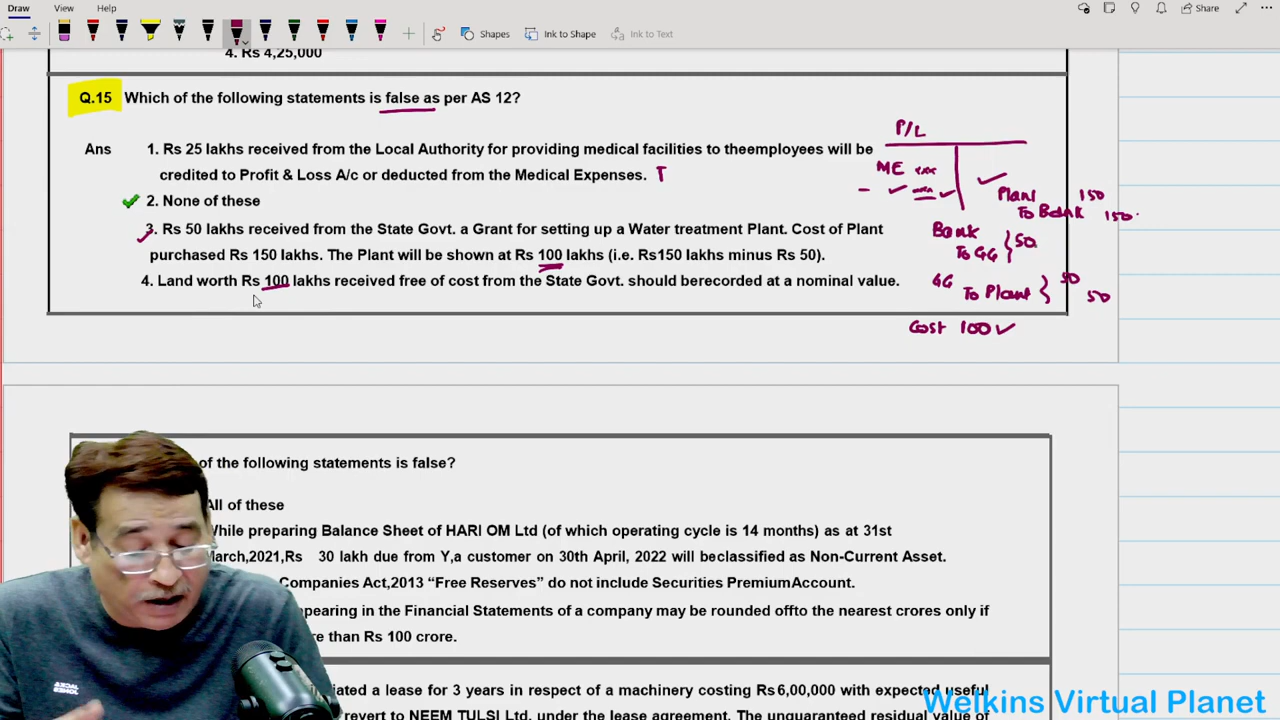 Draw View Help
Share
Shapes Ink to Shape Ink to Text
4. Rs 4,25,000
Q.15 Which of the following statements is false as per AS 12?
Ans 1. Rs 25 lakhs received from the Local Authority for providing medical facilities to theemployees will be
credited to Profit & Loss A/c or deducted from the Medical Expenses. T
2. None of these
3. Rs 50 lakhs received from the State Govt. a Grant for setting up a Water treatment Plant. Cost of Plant
purchased Rs 150 lakhs. The Plant will be shown at Rs 100 lakhs (i.e. Rs150 lakhs minus Rs 50).
4. Land worth Rs 100 lakhs received free of cost from the State Govt. should berecorded at a nominal value.
P/L
ME xxx
Plant 150
To Bank 150
Bank
To GG 50
GG 50
To Plant 50
Cost 100
of the following statements is false?
All of these
While preparing Balance Sheet of HARI OM Ltd (of which operating cycle is 14 months) as at 31st
March,2021,Rs 30 lakh due from Y,a customer on 30th April, 2022 will beclassified as Non-Current Asset.
Companies Act,2013 “Free Reserves” do not include Securities PremiumAccount.
pearing in the Financial Statements of a company may be rounded offto the nearest crores only if
re than Rs 100 crore.
iated a lease for 3 years in respect of a machinery costing Rs 6,00,000 with expected useful
revert to NEEM TULSI Ltd. under the lease agreement. The unguaranteed residual value of
Welkins Virtual Planet